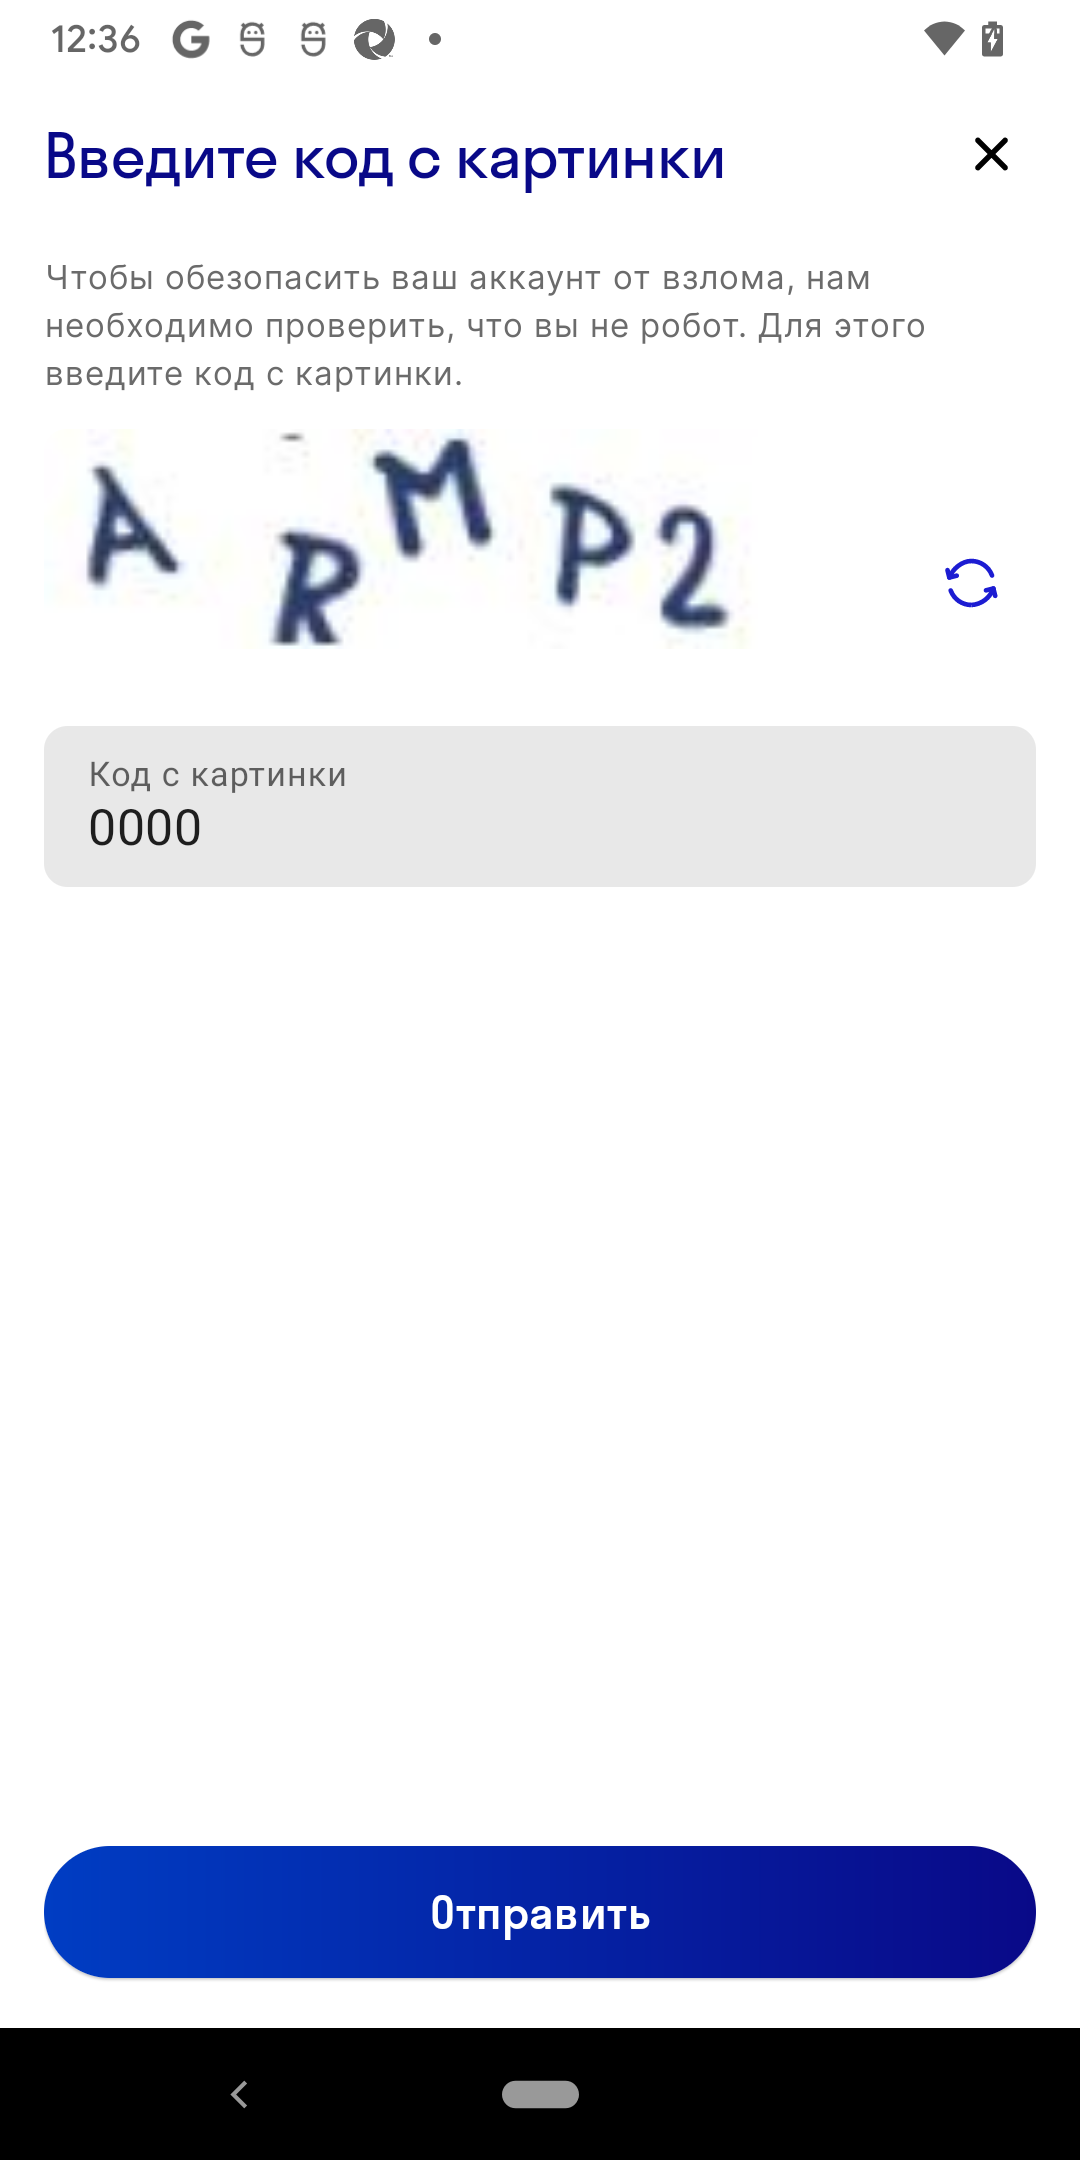 12:36
Введите код с картинки
Чтобы обезопасить ваш аккаунт от взлома, нам
необходимо проверить, что вы не робот. Для этого
введите код с картинки.
A R M P 2
Код с картинки
0000
Отправить